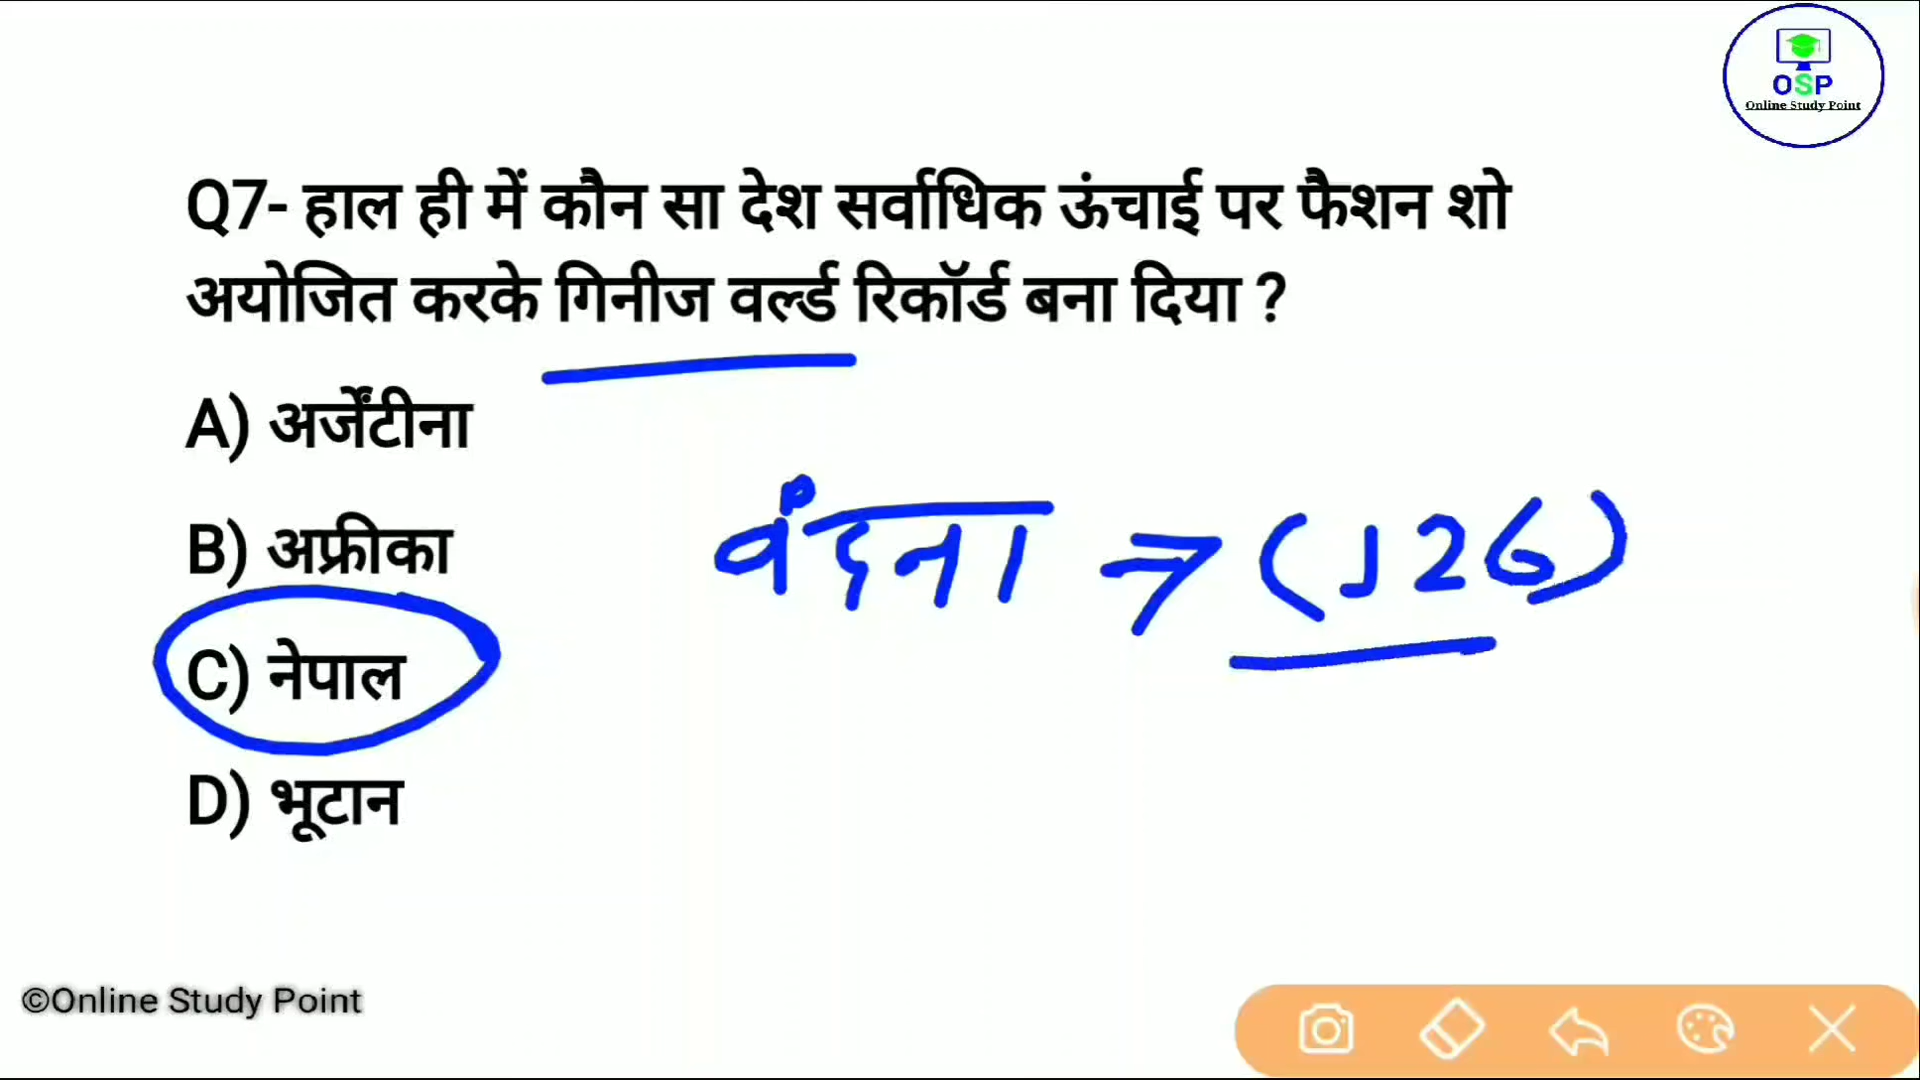 OSP
Online Study Point
Q7- हाल ही में कौन सा देश सर्वाधिक ऊंचाई पर फैशन शो
अयोजित करके गिनीज वर्ल्ड रिकॉर्ड बना दिया ?
A) अर्जेंटीना
B) अफ्रीका
वंदना ⇒ (126)
C) नेपाल
D) भूटान
©Online Study Point